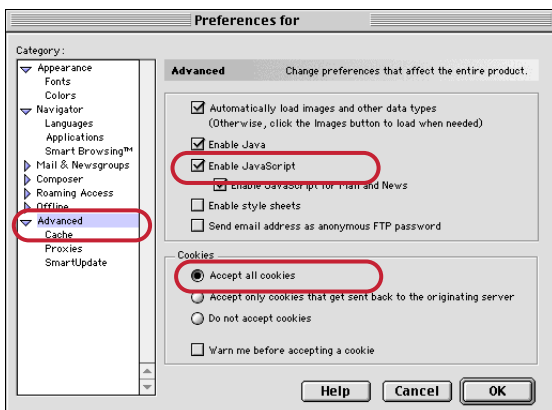 Preferences for
Category:
Appearance
Fonts
Colors
Navigator
Languages
Applications
Smart Browsing™
Mail & Newsgroups
Composer
Roaming Access
Offline
Advanced
Cache
Proxies
SmartUpdate
Advanced Change preferences that affect the entire product.
Automatically load images and other data types
(Otherwise, click the Images button to load when needed)
Enable Java
Enable JavaScript
Enable JavaScript for Mail and News
Enable style sheets
Send email address as anonymous FTP password
Cookies
Accept all cookies
Accept only cookies that get sent back to the originating server
Do not accept cookies
Warn me before accepting a cookie
Help Cancel OK